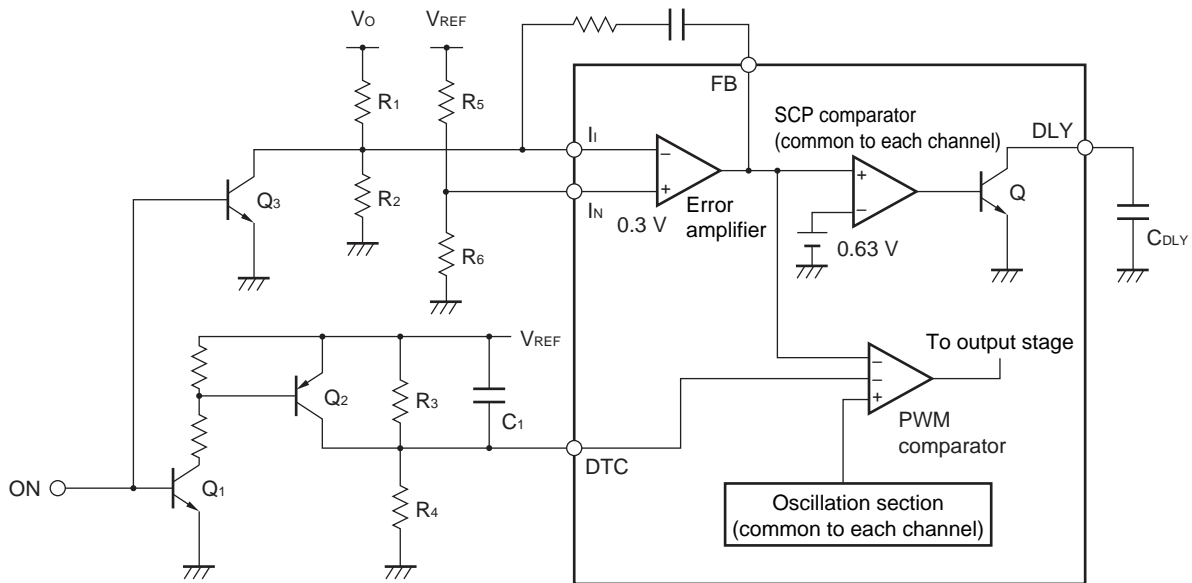 VO
VREF
FB
R1
R5
SCP comparator
(common to each channel)
DLY
II
Q3
R2
IN
Q
0.3 V
Error
amplifier
0.63 V
CDLY
R6
VREF
To output stage
Q2
R3
C1
PWM
comparator
DTC
ON
Q1
R4
Oscillation section
(common to each channel)